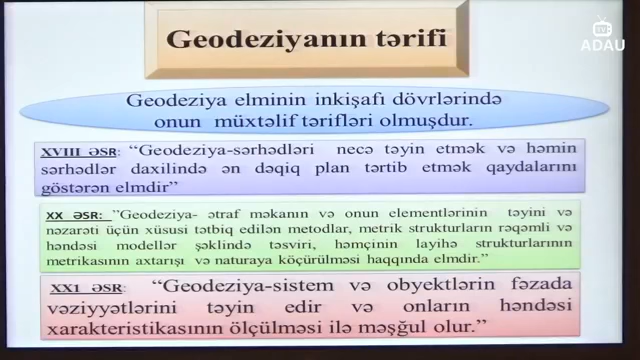 Geodeziyanın tərifi
TV
ADAU
Geodeziya elminin inkişafı dövrlərində
onun müxtəlif tərifləri olmuşdur.
XVIII ƏSR: “Geodeziya-sərhədləri necə təyin etmək və həmin
sərhədlər daxilində ən dəqiq plan tərtib etmək qaydalarını
göstərən elmdir”
XX ƏSR: ”Geodeziya- ətraf məkanın və onun elementlərinin təyini və
nəzarəti üçün xüsusi tətbiq edilən metodlar, metrik strukturların rəqəmli və
həndəsi modellər şəklində təsviri, həmçinin layihə strukturlarının
metrikasının axtarışı və naturaya köçürülməsi haqqında elmdir.”
XX1 ƏSR: “Geodeziya-sistem və obyektlərin fəzada
vəziyyətlərini təyin edir və onların həndəsi
xarakteristikasının ölçülməsi ilə məşğul olur.”